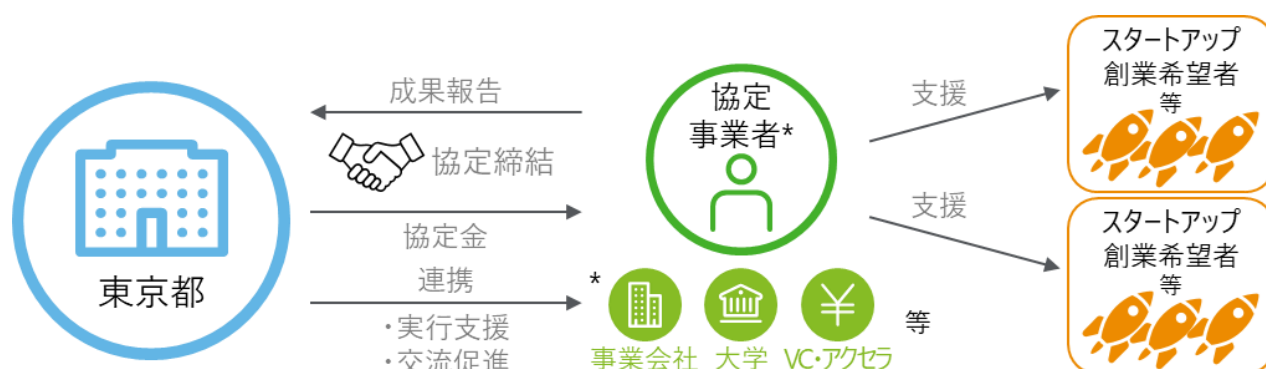 東京都
成果報告
協定締結
協定金
連携
・実行支援
・交流促進
協定
事業者*
*
事業会社
大学
VC・アクセラ
等
支援
支援
スタートアップ
創業希望者
等
スタートアップ
創業希望者
等